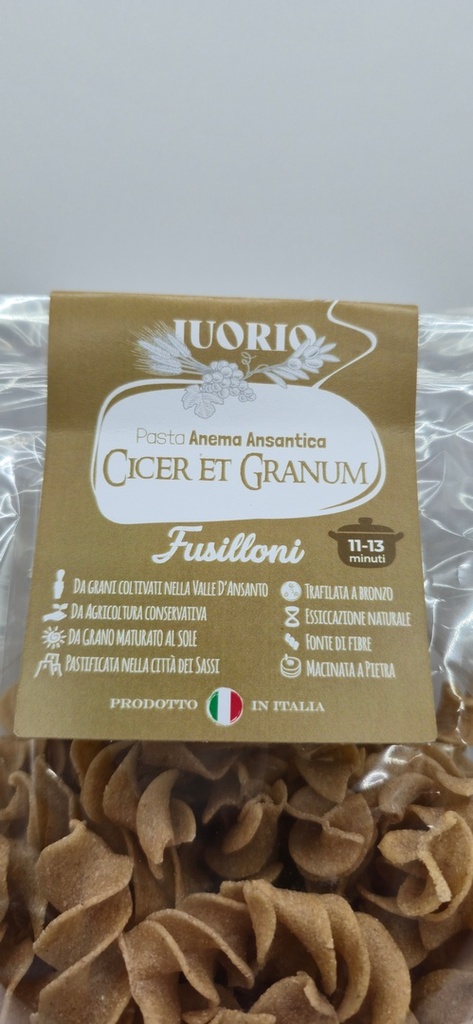 IUORIO
Pasta Anema Ansantica
CICER ET GRANUM
Fusilloni
11-13
minuti
DA GRANI COLTIVATI NELLA VALLE D'ANSANTO
DA AGRICOLTURA CONSERVATIVA
DA GRANO MATURATO AL SOLE
PASTIFICATA NELLA CITTÀ DEI SASSI
TRAFILATA A BRONZO
ESSICCAZIONE NATURALE
FONTE DI FIBRE
MACINATA A PIETRA
PRODOTTO IN ITALIA